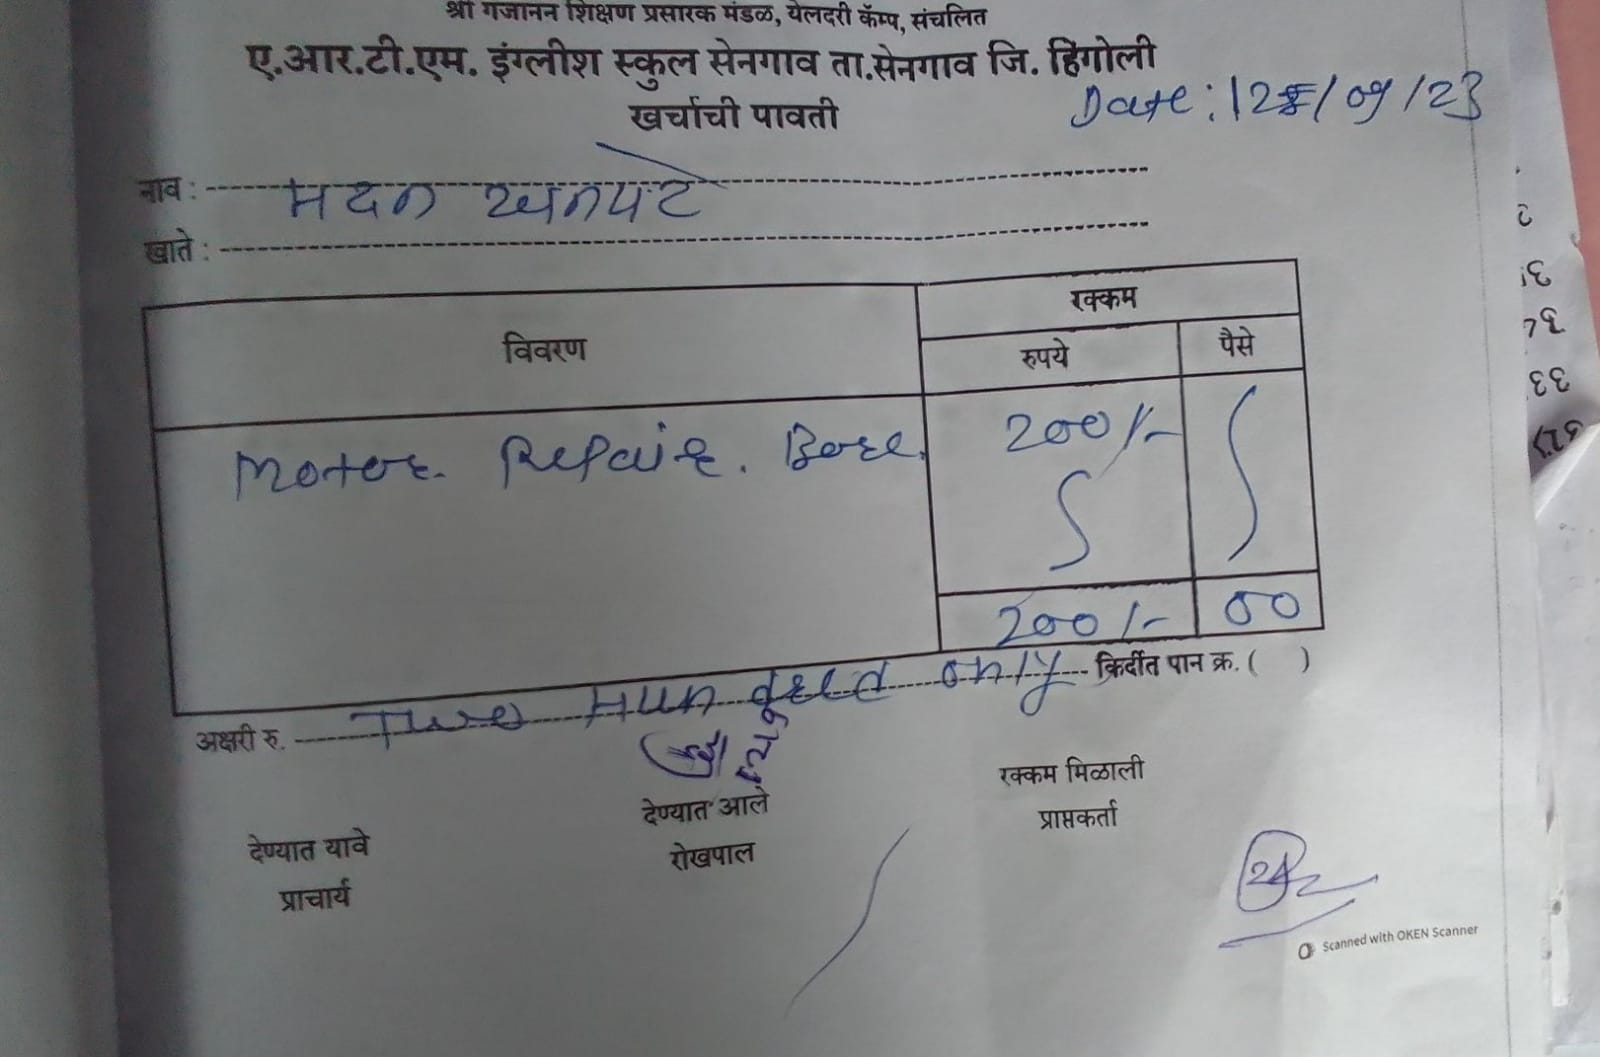 श्री गजानन शिक्षण प्रसारक मंडळ, येलदरी कॅम्प, संचलित
ए.आर.टी.एम. इंग्लीश स्कुल सेनगाव ता.सेनगाव जि. हिंगोली
खर्चाची पावती
Date: /09/23
नाव : मदन
खाते :
विवरण
रक्कम
रुपये
पैसे
Motor. Repair. Bore.
200/-
200/-
00
अक्षरी रु. Two Hundred only किर्दीत पान क्र. ( )
देण्यात यावे
प्राचार्य
देण्यात आले
रोखपाल
रक्कम मिळाली
प्राप्तकर्ता
Scanned with OKEN Scanner